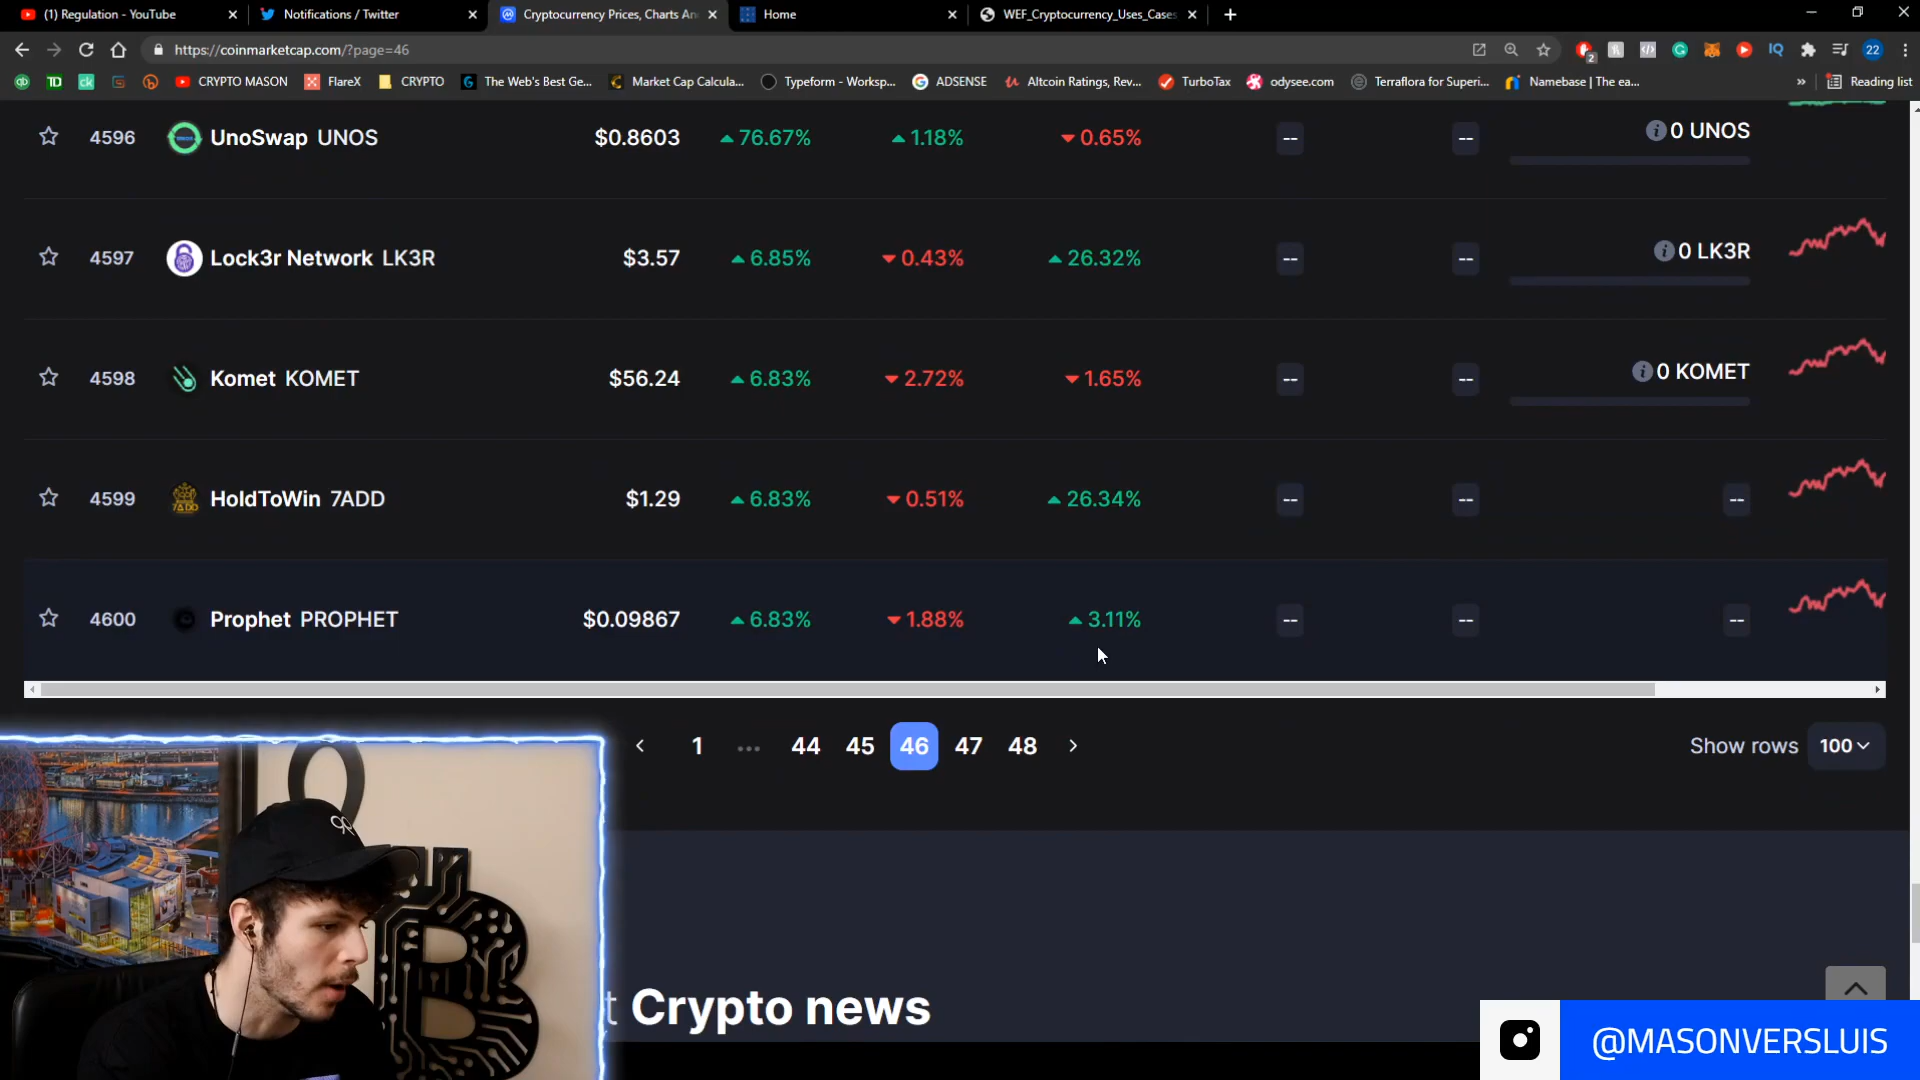 (1) Regulation - YouTube
Notifications / Twitter
Cryptocurrency Prices, Charts An
Home
WEF_Cryptocurrency_Uses_Cases
https://coinmarketcap.com/?page=46
2
22
CRYPTO MASON
FlareX
CRYPTO
The Web's Best Ge...
Market Cap Calcula...
Typeform - Worksp...
ADSENSE
Altcoin Ratings, Rev...
TurboTax
odysee.com
Terraflora for Superi...
Namebase | The ea...
»
Reading list
4596 UnoSwap UNOS $0.8603 76.67% 1.18% 0.65% -- -- 0 UNOS
4597 Lock3r Network LK3R $3.57 6.85% 0.43% 26.32% -- -- 0 LK3R
4598 Komet KOMET $56.24 6.83% 2.72% 1.65% -- -- 0 KOMET
4599 HoldToWin 7ADD $1.29 6.83% 0.51% 26.34% -- -- --
4600 Prophet PROPHET $0.09867 6.83% 1.88% 3.11% -- -- --
1 ... 44 45 46 47 48
Show rows 100
t Crypto news
@MASONVERSLUIS